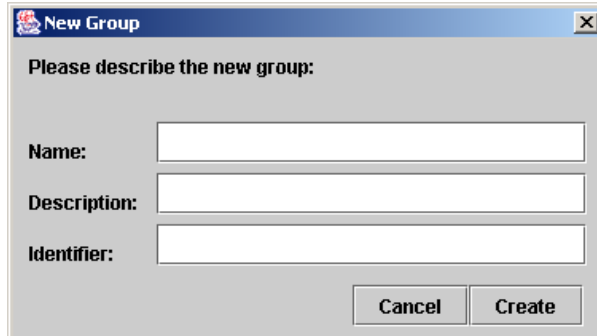 New Group
Please describe the new group:
Name:
Description:
Identifier:
Cancel Create